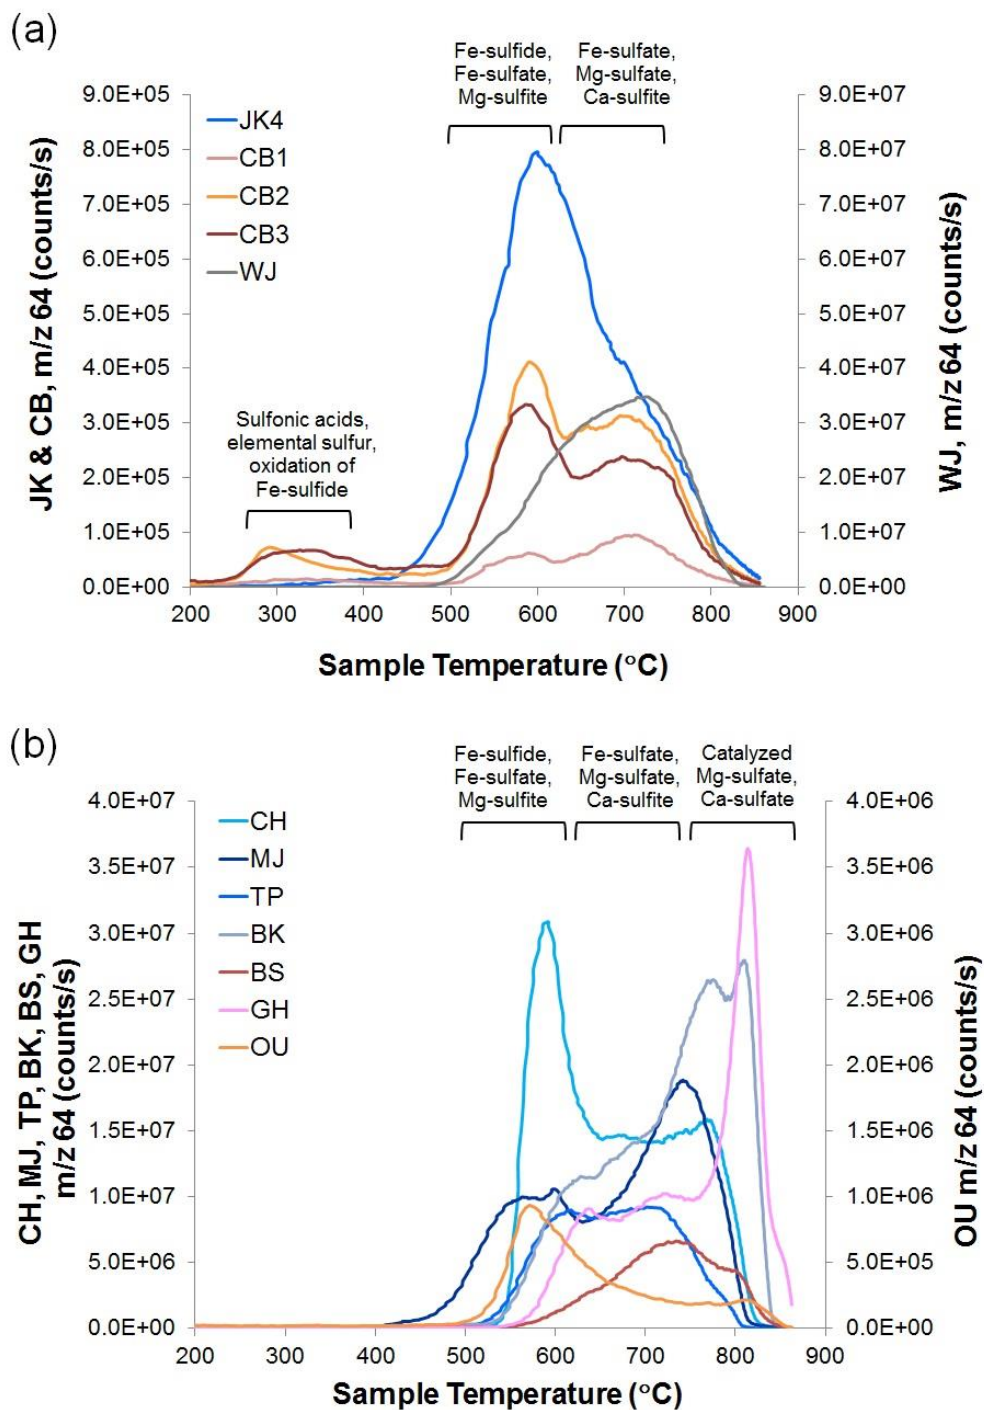 (a)
Fe-sulfide,
Fe-sulfate,
Mg-sulfite
Fe-sulfate,
Mg-sulfate,
Ca-sulfite
9.0E+05
8.0E+05
7.0E+05
6.0E+05
5.0E+05
4.0E+05
3.0E+05
2.0E+05
1.0E+05
0.0E+00
JK & CB, m/z 64 (counts/s)
JK4
CB1
CB2
CB3
WJ
Sulfonic acids,
elemental sulfur,
oxidation of
Fe-sulfide
9.0E+07
8.0E+07
7.0E+07
6.0E+07
5.0E+07
4.0E+07
3.0E+07
2.0E+07
1.0E+07
0.0E+00
WJ, m/z 64 (counts/s)
200 300 400 500 600 700 800 900
Sample Temperature (°C)
(b)
Fe-sulfide,
Fe-sulfate,
Mg-sulfite
Fe-sulfate,
Mg-sulfate,
Ca-sulfite
Catalyzed
Mg-sulfate,
Ca-sulfate
4.0E+07
3.5E+07
3.0E+07
2.5E+07
2.0E+07
1.5E+07
1.0E+07
5.0E+06
0.0E+00
CH, MJ, TP, BK, BS, GH
m/z 64 (counts/s)
CH
MJ
TP
BK
BS
GH
OU
4.0E+06
3.5E+06
3.0E+06
2.5E+06
2.0E+06
1.5E+06
1.0E+06
5.0E+05
0.0E+00
OU m/z 64 (counts/s)
200 300 400 500 600 700 800 900
Sample Temperature (°C)